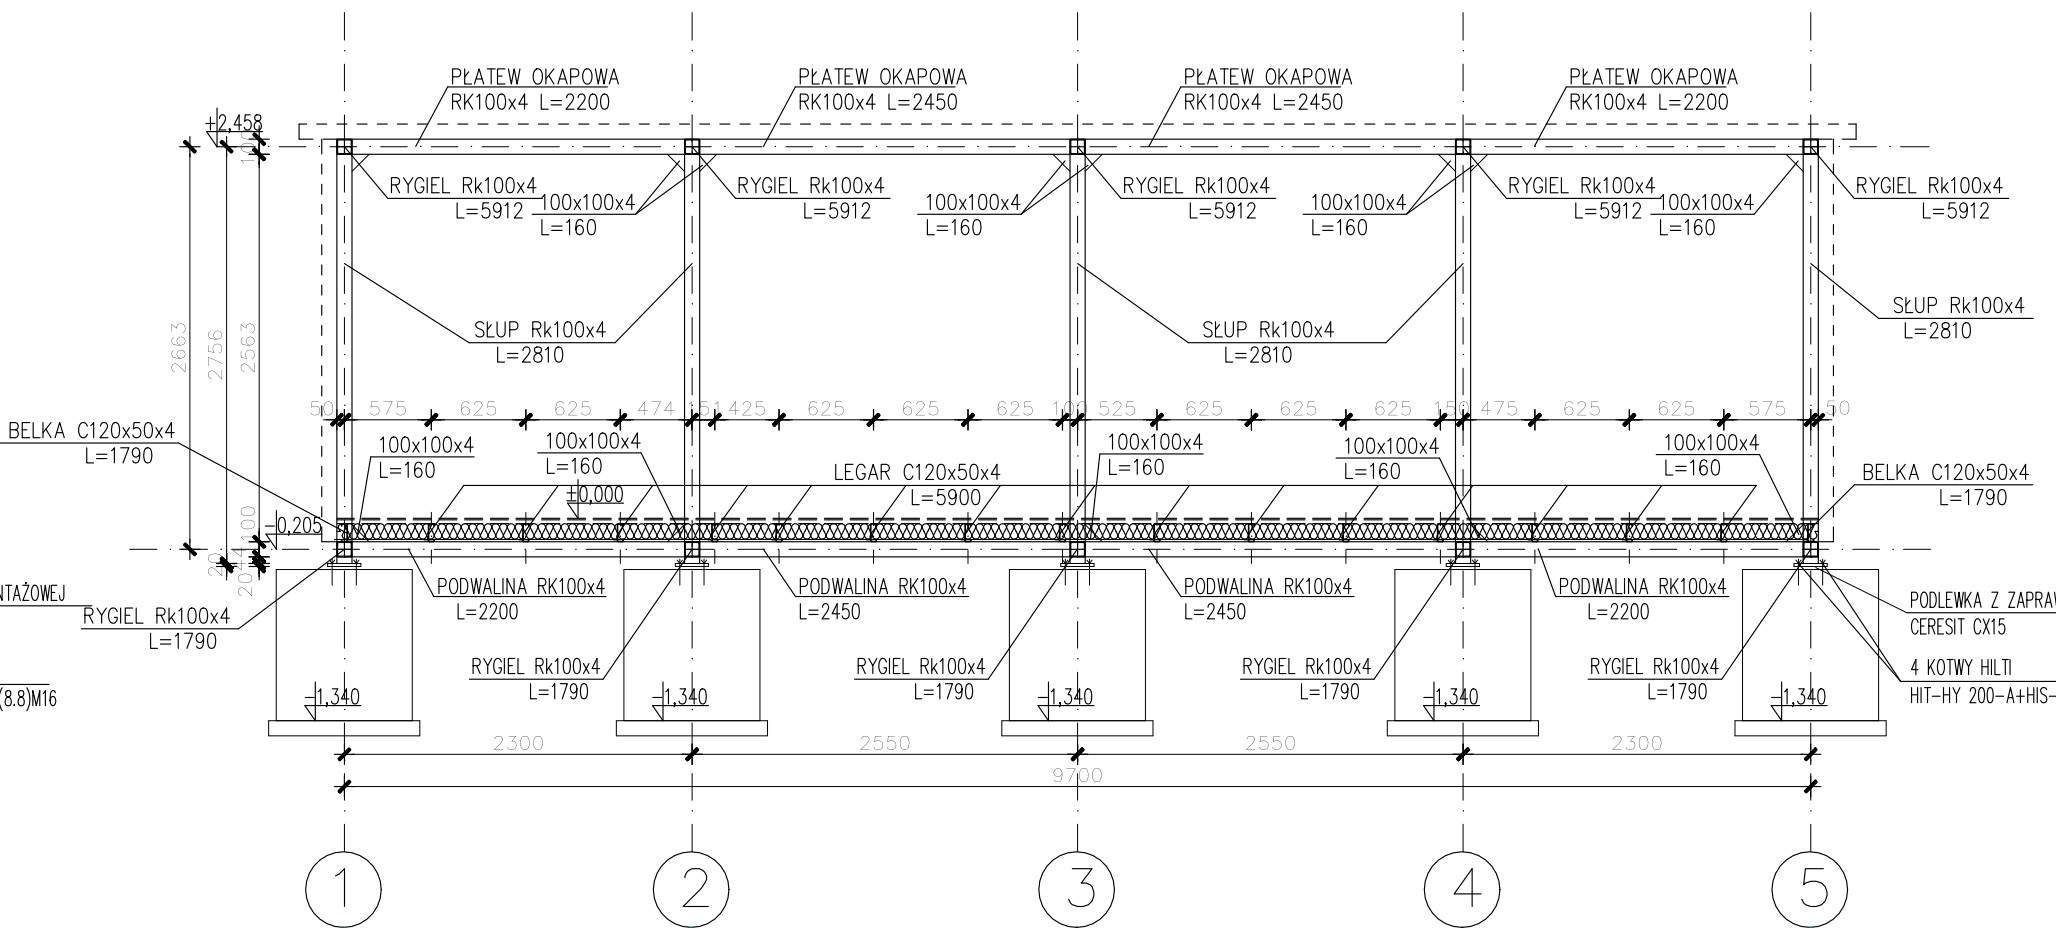 PŁATEW OKAPOWA
RK100x4 L=2200
PŁATEW OKAPOWA
RK100x4 L=2450
PŁATEW OKAPOWA
RK100x4 L=2450
PŁATEW OKAPOWA
RK100x4 L=2200
+2,458
RYGIEL Rk100x4
L=5912
100x100x4
L=160
RYGIEL Rk100x4
L=5912
100x100x4
L=160
RYGIEL Rk100x4
L=5912
100x100x4
L=160
RYGIEL Rk100x4
L=5912
100x100x4
L=160
RYGIEL Rk100x4
L=5912
SŁUP Rk100x4
L=2810
SŁUP Rk100x4
L=2810
SŁUP Rk100x4
L=2810
2663
2756
2563
100
50 575 625 625 474 151 425 625 625 625 100 525 625 625 625 150 475 625 625 575 50
BELKA C120x50x4
L=1790
100x100x4
L=160
100x100x4
L=160
LEGAR C120x50x4
L=5900
100x100x4
L=160
100x100x4
L=160
100x100x4
L=160
BELKA C120x50x4
L=1790
±0,000
-0,205
100
20
NTAŻOWEJ
RYGIEL Rk100x4
L=1790
PODWALINA RK100x4
L=2200
PODWALINA RK100x4
L=2450
PODWALINA RK100x4
L=2450
PODWALINA RK100x4
L=2200
PODLEWKA Z ZAPRAW
CERESIT CX15
RYGIEL Rk100x4
L=1790
RYGIEL Rk100x4
L=1790
RYGIEL Rk100x4
L=1790
RYGIEL Rk100x4
L=1790
4 KOTWY HILTI
HIT-HY 200-A+HIS-
(8.8)M16
-1,340
-1,340
-1,340
-1,340
-1,340
2300 2550 2550 2300
9700
1 2 3 4 5